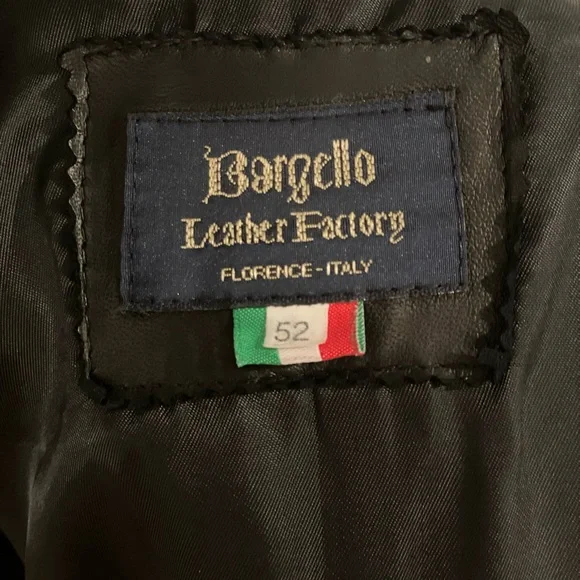 Bargello
Leather Factory
FLORENCE-ITALY
52